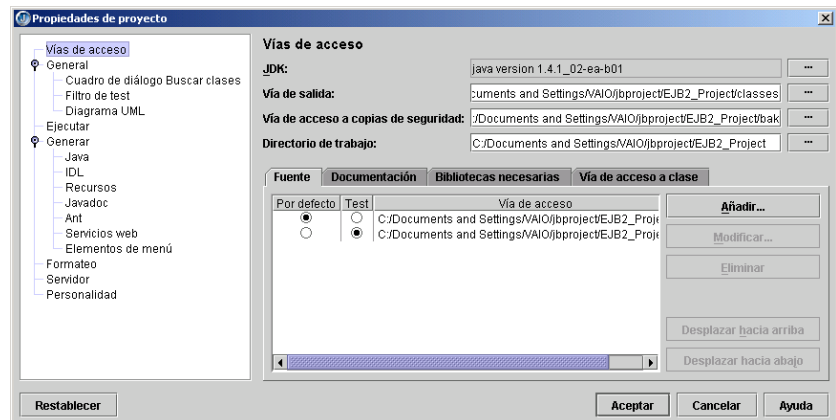 Propiedades de proyecto
Vías de acceso
General
Cuadro de diálogo Buscar clases
Filtro de test
Diagrama UML
Ejecutar
Generar
Java
IDL
Recursos
Javadoc
Ant
Servicios web
Elementos de menú
Formateo
Servidor
Personalidad
Vías de acceso
JDK: java version 1.4.1_02-ea-b01 ...
Vía de salida: cuments and Settings/VAIO/jbproject/EJB2_Project/classes ...
Vía de acceso a copias de seguridad: :/Documents and Settings/VAIO/jbproject/EJB2_Project/bak ...
Directorio de trabajo: C:/Documents and Settings/VAIO/jbproject/EJB2_Project ...
Fuente Documentación Bibliotecas necesarias Vía de acceso a clase
Por defecto Test Vía de acceso
C:/Documents and Settings/VAIO/jbproject/EJB2_Proje
C:/Documents and Settings/VAIO/jbproject/EJB2_Proje
Añadir...
Modificar...
Eliminar
Desplazar hacia arriba
Desplazar hacia abajo
Restablecer Aceptar Cancelar Ayuda